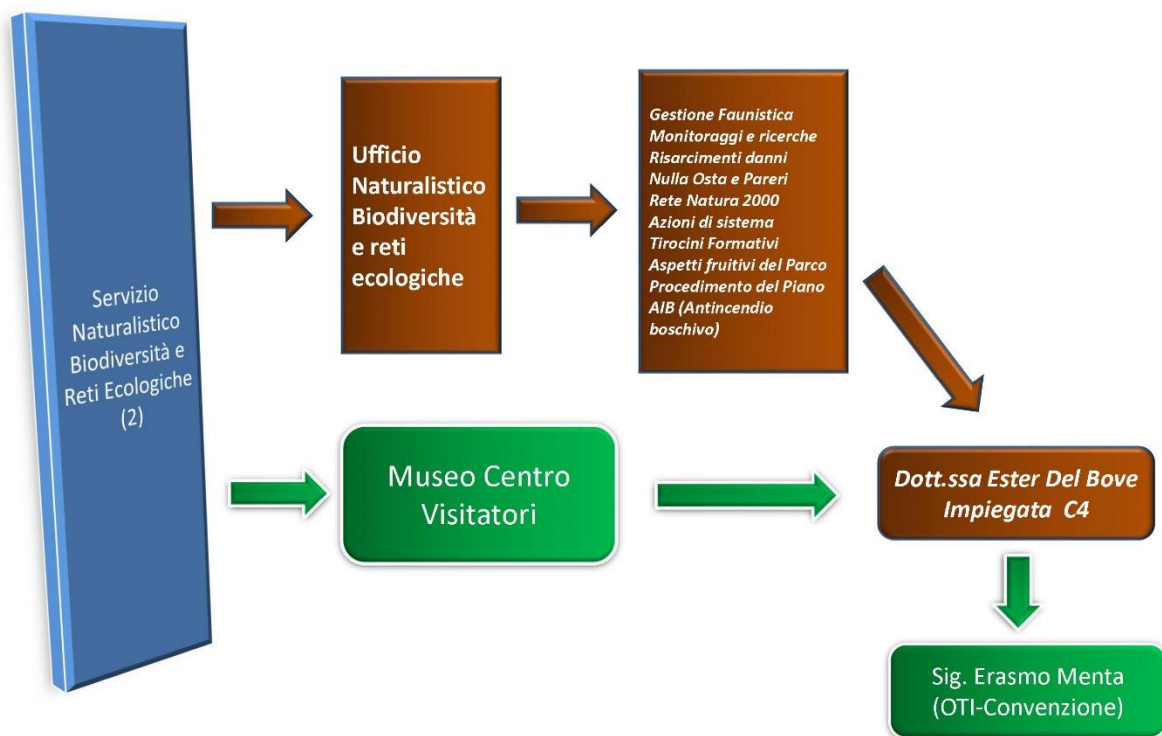 Servizio
Naturalistico
Biodiversità e
Reti Ecologiche
(2)
Ufficio
Naturalistico
Biodiversità
e reti
ecologiche
Gestione Faunistica
Monitoraggi e ricerche
Risarcimenti danni
Nulla Osta e Pareri
Rete Natura 2000
Azioni di sistema
Tirocini Formativi
Aspetti fruitivi del Parco
Procedimento del Piano
AIB (Antincendio
boschivo)
Museo Centro
Visitatori
Dott.ssa Ester Del Bove
Impiegata C4
Sig. Erasmo Menta
(OTI-Convenzione)